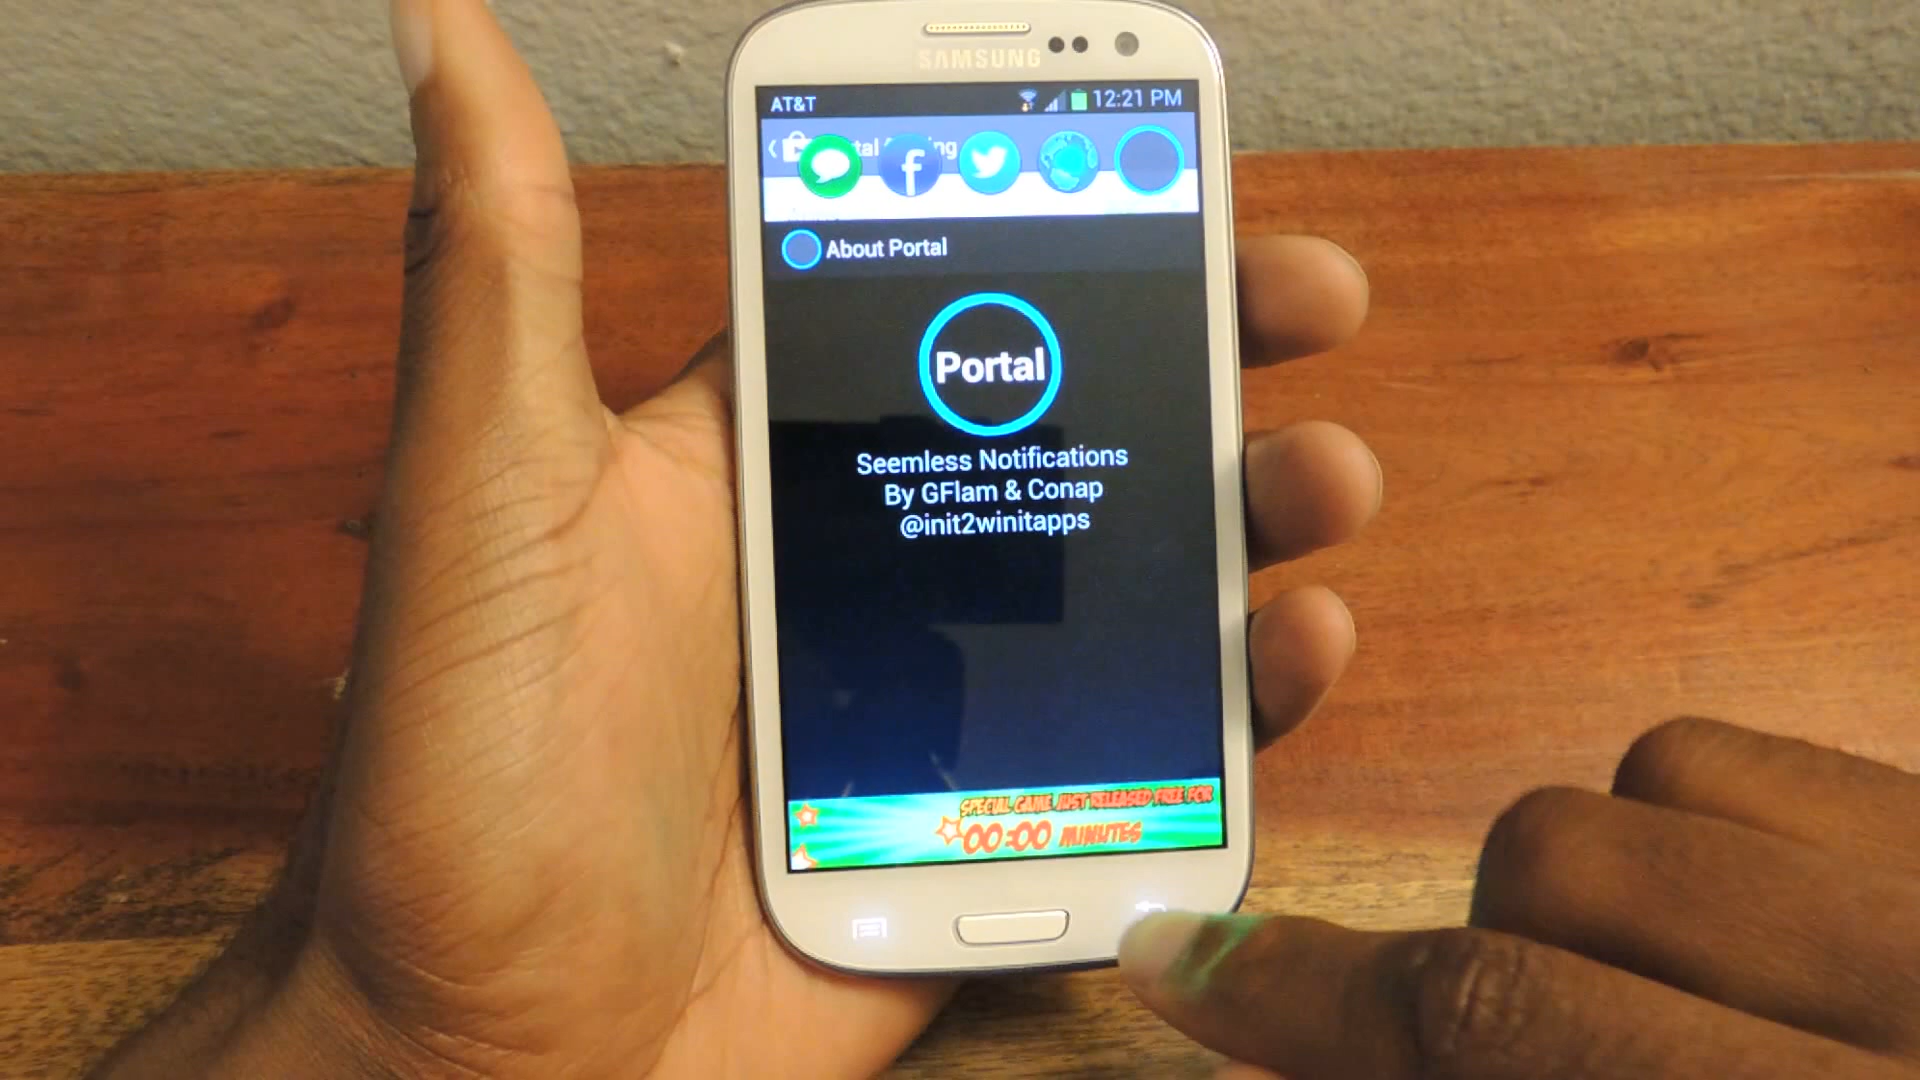 SAMSUNG
AT&T 12:21 PM
About Portal
Portal
Seemless Notifications
By GFlam & Conap
@init2winitapps
SPECIAL GAME JUST RELEASED FREE FOR
00:00 MINUTES